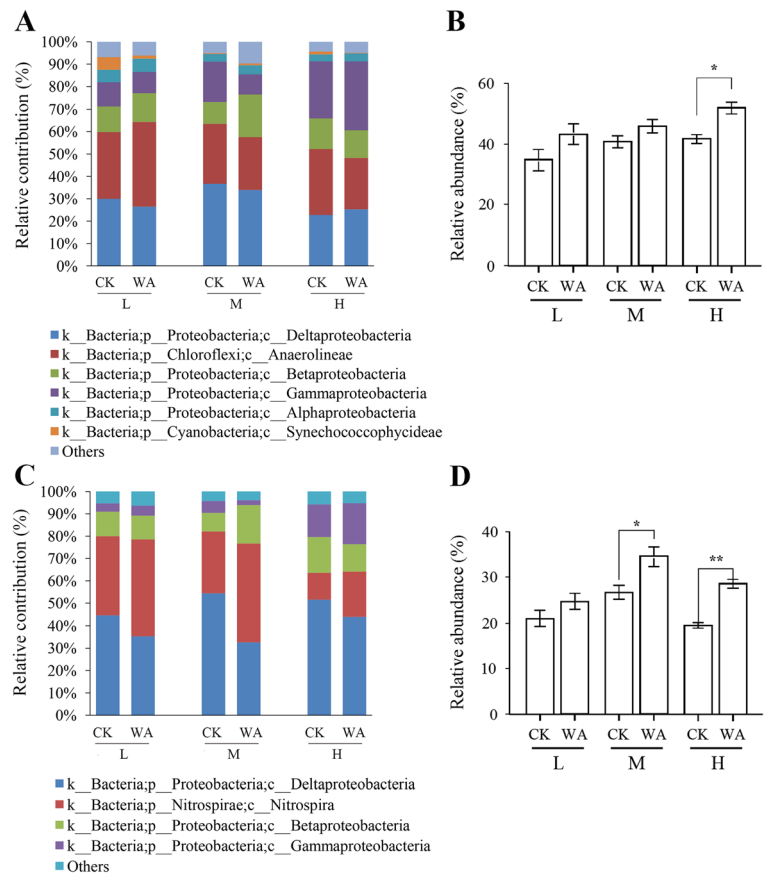 A
Relative contribution (%)
100%
90%
80%
70%
60%
50%
40%
30%
20%
10%
0%
CK WA CK WA CK WA
L M H
k__Bacteria;p__Proteobacteria;c__Deltaproteobacteria
k__Bacteria;p__Chloroflexi;c__Anaerolineae
k__Bacteria;p__Proteobacteria;c__Betaproteobacteria
k__Bacteria;p__Proteobacteria;c__Gammaproteobacteria
k__Bacteria;p__Proteobacteria;c__Alphaproteobacteria
k__Bacteria;p__Cyanobacteria;c__Synechococcophycideae
Others
B
Relative abundance (%)
60
40
20
0
*
CK WA CK WA CK WA
L M H
C
Relative contribution (%)
100%
90%
80%
70%
60%
50%
40%
30%
20%
10%
0%
CK WA CK WA CK WA
L M H
k__Bacteria;p__Proteobacteria;c__Deltaproteobacteria
k__Bacteria;p__Nitrospirae;c__Nitrospira
k__Bacteria;p__Proteobacteria;c__Betaproteobacteria
k__Bacteria;p__Proteobacteria;c__Gammaproteobacteria
Others
D
Relative abundance (%)
40
30
20
10
0
*
**
CK WA CK WA CK WA
L M H